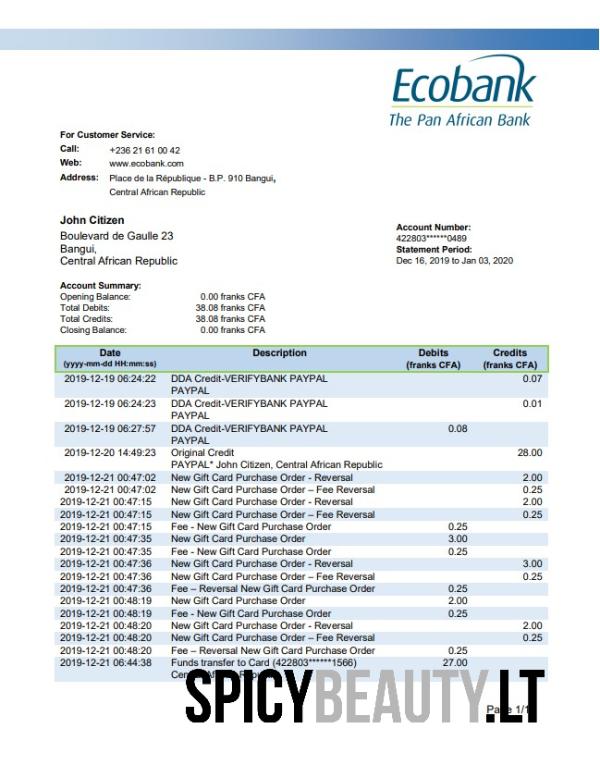 Ecobank
The Pan African Bank
For Customer Service:
Call: +236 21 61 00 42
Web: www.ecobank.com
Address: Place de la République - B.P. 910 Bangui,
Central African Republic
John Citizen
Boulevard de Gaulle 23
Bangui,
Central African Republic
Account Number:
422803******0489
Statement Period:
Dec 16, 2019 to Jan 03, 2020
Account Summary:
Opening Balance: 0.00 franks CFA
Total Debits: 38.08 franks CFA
Total Credits: 38.08 franks CFA
Closing Balance: 0.00 franks CFA
Date Description Debits Credits
(yyyy-mm-dd HH:mm:ss) (franks CFA) (franks CFA)
2019-12-19 06:24:22 DDA Credit-VERIFYBANK PAYPAL 0.07
PAYPAL
2019-12-19 06:24:23 DDA Credit-VERIFYBANK PAYPAL 0.01
PAYPAL
2019-12-19 06:27:57 DDA Credit-VERIFYBANK PAYPAL 0.08
PAYPAL
2019-12-20 14:49:23 Original Credit 28.00
PAYPAL* John Citizen, Central African Republic
2019-12-21 00:47:02 New Gift Card Purchase Order - Reversal 2.00
2019-12-21 00:47:02 New Gift Card Purchase Order – Fee Reversal 0.25
2019-12-21 00:47:15 New Gift Card Purchase Order - Reversal 2.00
2019-12-21 00:47:15 New Gift Card Purchase Order – Fee Reversal 0.25
2019-12-21 00:47:15 Fee - New Gift Card Purchase Order 0.25
2019-12-21 00:47:35 New Gift Card Purchase Order 3.00
2019-12-21 00:47:35 Fee - New Gift Card Purchase Order 0.25
2019-12-21 00:47:36 New Gift Card Purchase Order - Reversal 3.00
2019-12-21 00:47:36 New Gift Card Purchase Order – Fee Reversal 0.25
2019-12-21 00:47:36 Fee – Reversal New Gift Card Purchase Order 0.25
2019-12-21 00:48:19 New Gift Card Purchase Order 2.00
2019-12-21 00:48:19 Fee - New Gift Card Purchase Order 0.25
2019-12-21 00:48:20 New Gift Card Purchase Order - Reversal 2.00
2019-12-21 00:48:20 New Gift Card Purchase Order – Fee Reversal 0.25
2019-12-21 00:48:20 Fee – Reversal New Gift Card Purchase Order 0.25
2019-12-21 06:44:38 Funds transfer to Card (422803******1566) 27.00
SPICYBEAUTY.LT
1/1